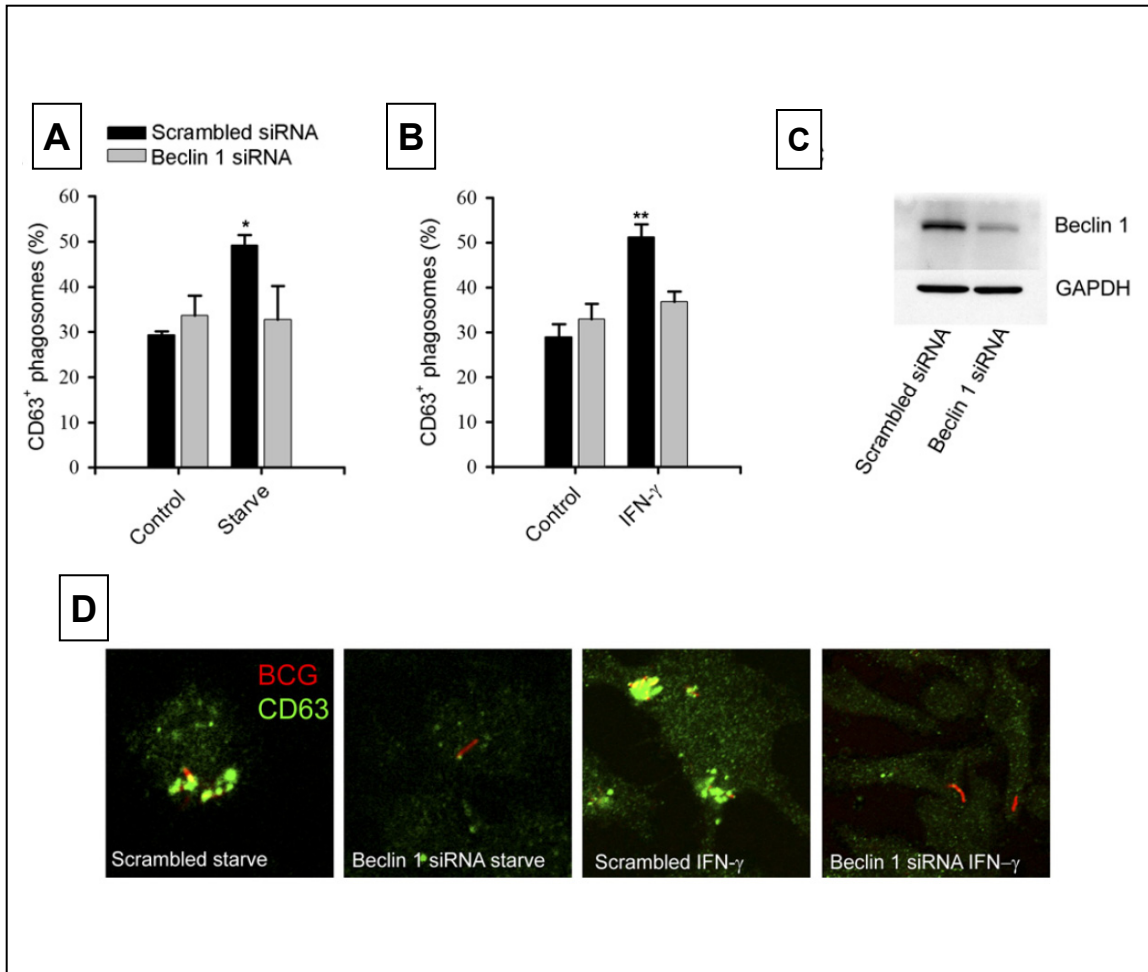 A
Scrambled siRNA
Beclin 1 siRNA
CD63+ phagosomes (%)
60
50
40
30
20
10
0
*
Control
Starve
B
CD63+ phagosomes (%)
60
50
40
30
20
10
0
**
Control
IFN-γ
C
Beclin 1
GAPDH
Scrambled siRNA
Beclin 1 siRNA
D
BCG
CD63
Scrambled starve
Beclin 1 siRNA starve
Scrambled IFN-γ
Beclin 1 siRNA IFN–γ